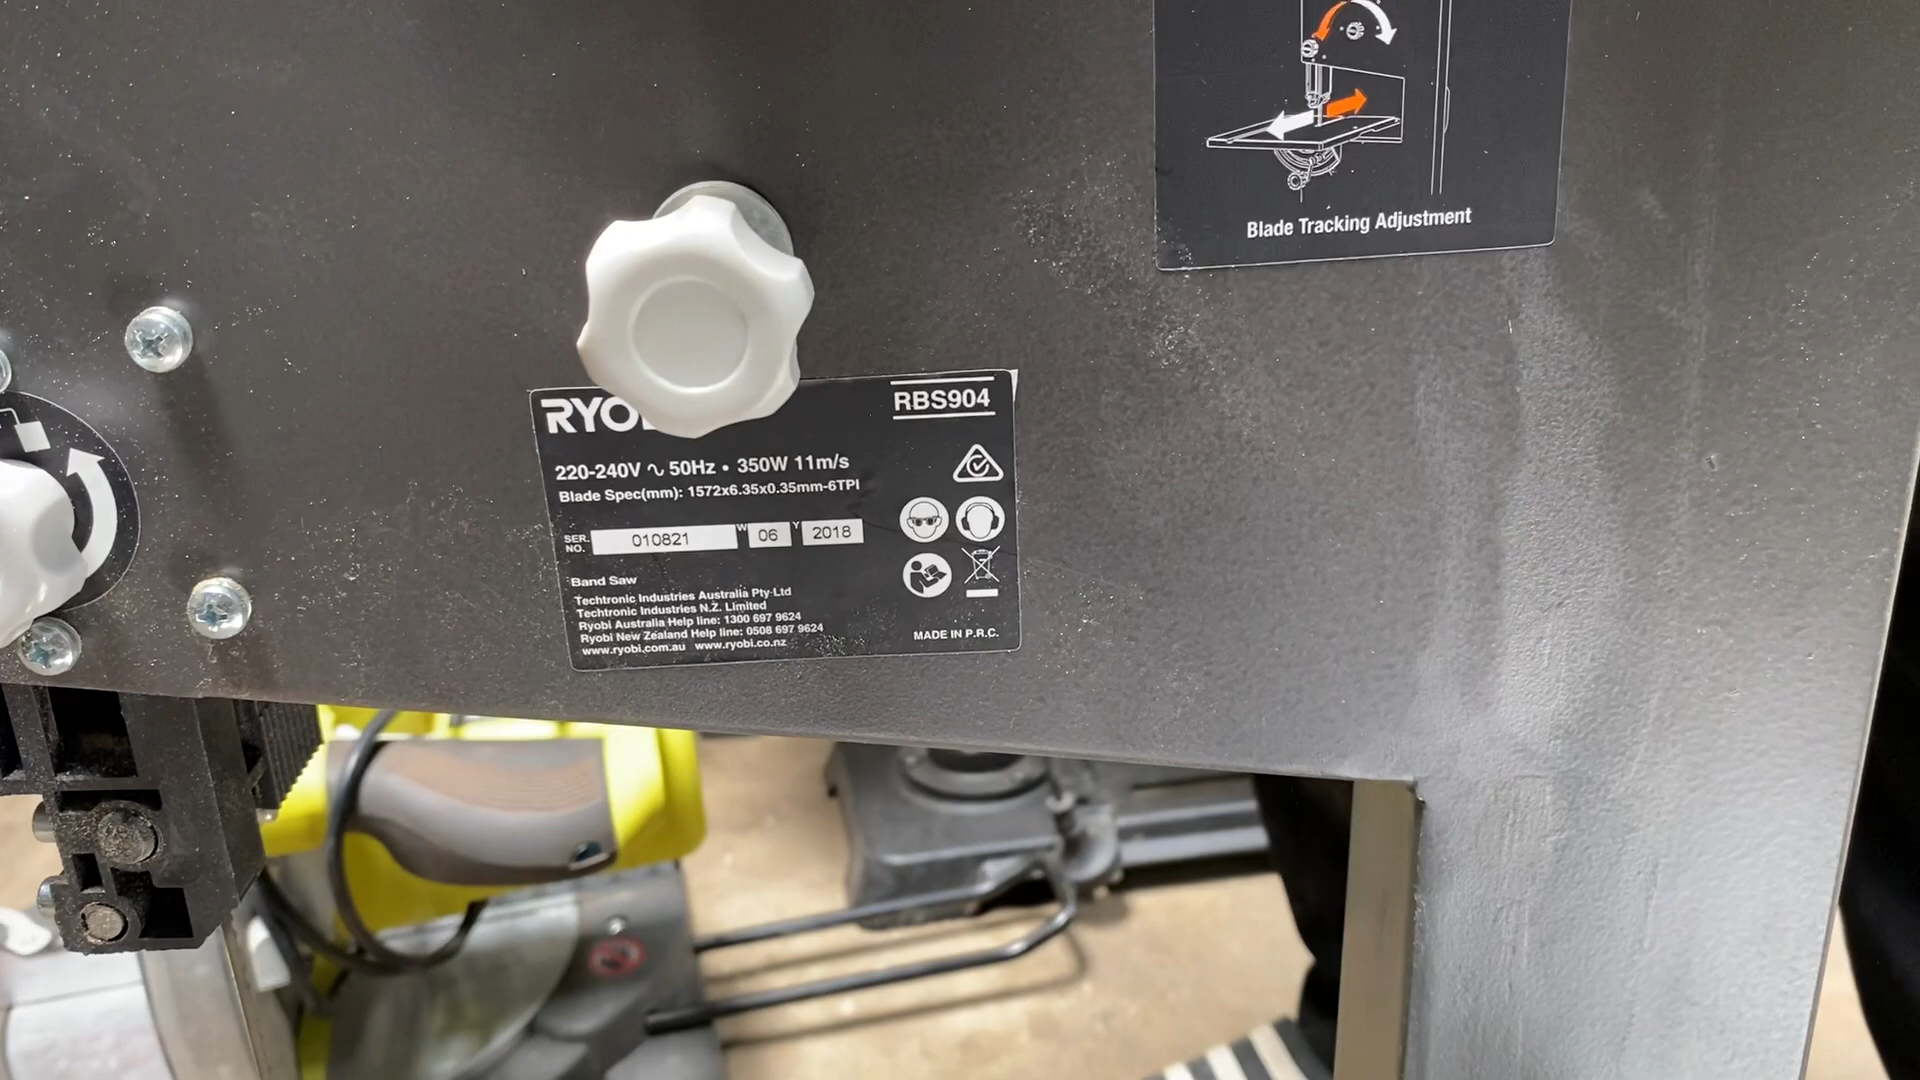 Blade Tracking Adjustment
RBS904
220-240V ∿ 50Hz • 350W 11m/s
Blade Spec(mm): 1572x6.35x0.35mm-6TPI
SER. NO. 010821 W 06 Y 2018
Band Saw
Techtronic Industries Australia Pty Ltd
Techtronic Industries N.Z. Limited
Ryobi Australia Help line: 1300 697 9624
Ryobi New Zealand Help line: 0508 697 9624
www.ryobi.com.au www.ryobi.co.nz
MADE IN P.R.C.